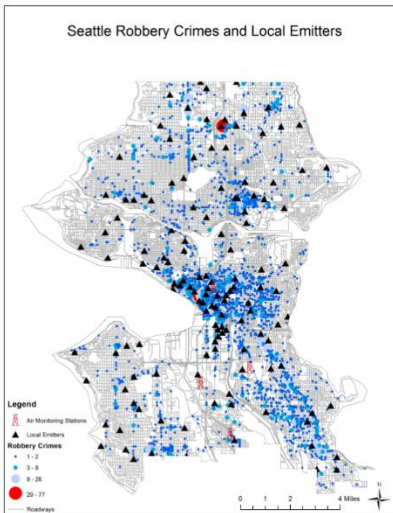 Seattle Robbery Crimes and Local Emitters
Legend
Air Monitoring Stations
Local Emitters
Robbery Crimes
1 - 2
3 - 8
9 - 28
29 - 77
Roadways
0 2 4 Miles
N